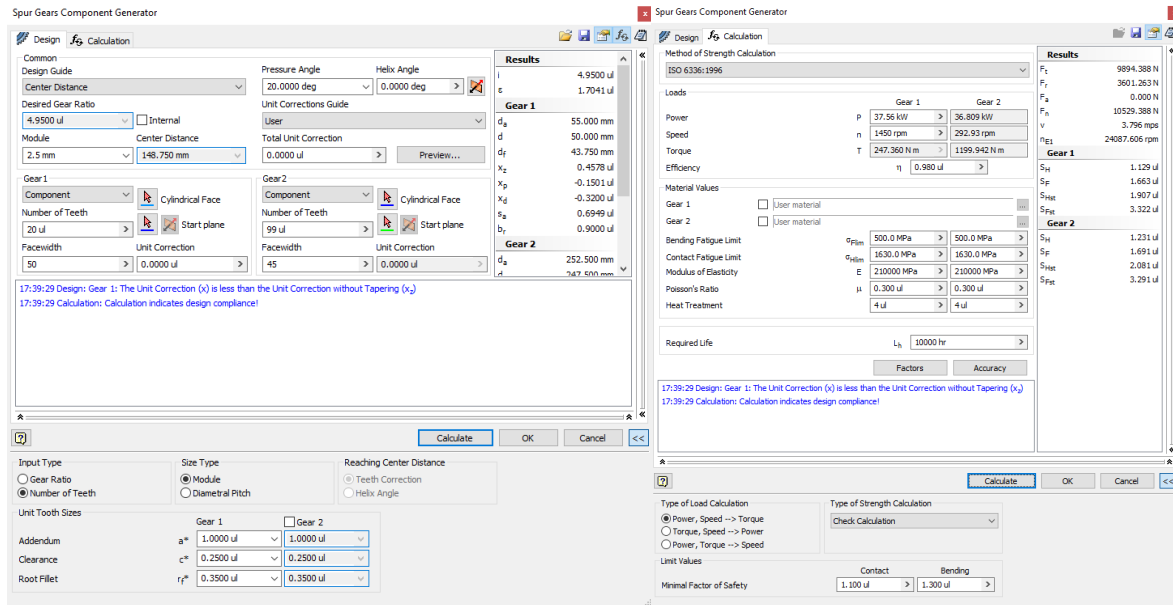 Spur Gears Component Generator
x
Design
fG Calculation
Common
Design Guide
Center Distance
Pressure Angle
Helix Angle
20.0000 deg
0.0000 deg
Desired Gear Ratio
4.9500 ul
Internal
Unit Corrections Guide
User
Module
Center Distance
2.5 mm
148.750 mm
Total Unit Correction
0.0000 ul
Preview...
Gear1
Component
Cylindrical Face
Number of Teeth
20 ul
Start plane
Facewidth
Unit Correction
50
0.0000 ul
Gear2
Component
Cylindrical Face
Number of Teeth
99 ul
Start plane
Facewidth
Unit Correction
45
0.0000 ul
Results
i 4.9500 ul
ε 1.7041 ul
Gear 1
da 55.000 mm
d 50.000 mm
df 43.750 mm
xz 0.4578 ul
xp -0.1501 ul
xd -0.3200 ul
sa 0.6949 ul
br 0.9000 ul
Gear 2
da 252.500 mm
d 247.500 mm
17:39:29 Design: Gear 1: The Unit Correction (x) is less than the Unit Correction without Tapering (xz)
17:39:29 Calculation: Calculation indicates design compliance!
?
Calculate
OK
Cancel
<<
Input Type
Gear Ratio
Number of Teeth
Size Type
Module
Diametral Pitch
Reaching Center Distance
Teeth Correction
Helix Angle
Unit Tooth Sizes
Gear 1
Gear 2
Addendum a* 1.0000 ul 1.0000 ul
Clearance c* 0.2500 ul 0.2500 ul
Root Fillet rf* 0.3500 ul 0.3500 ul
Spur Gears Component Generator
Design
fG Calculation
Method of Strength Calculation
ISO 6336:1996
Loads
Gear 1 Gear 2
Power P 37.56 kW 36.809 kW
Speed n 1450 rpm 292.93 rpm
Torque T 247.360 N m 1199.942 N m
Efficiency η 0.980 ul
Material Values
Gear 1 User material ...
Gear 2 User material ...
Bending Fatigue Limit σFlim 500.0 MPa 500.0 MPa
Contact Fatigue Limit σHlim 1630.0 MPa 1630.0 MPa
Modulus of Elasticity E 210000 MPa 210000 MPa
Poisson's Ratio μ 0.300 ul 0.300 ul
Heat Treatment 4 ul 4 ul
Required Life Lh 10000 hr
Factors
Accuracy
Results
Ft 9894.388 N
Fr 3601.263 N
Fa 0.000 N
Fn 10529.388 N
v 3.796 mps
nE1 24087.606 rpm
Gear 1
SH 1.129 ul
SF 1.663 ul
SHst 1.907 ul
SFst 3.322 ul
Gear 2
SH 1.231 ul
SF 1.691 ul
SHst 2.081 ul
SFst 3.291 ul
17:39:29 Design: Gear 1: The Unit Correction (x) is less than the Unit Correction without Tapering (xz)
17:39:29 Calculation: Calculation indicates design compliance!
?
Calculate
OK
Cancel
<<
Type of Load Calculation
Power, Speed --> Torque
Torque, Speed --> Power
Power, Torque --> Speed
Type of Strength Calculation
Check Calculation
Limit Values
Contact Bending
Minimal Factor of Safety 1.100 ul 1.300 ul